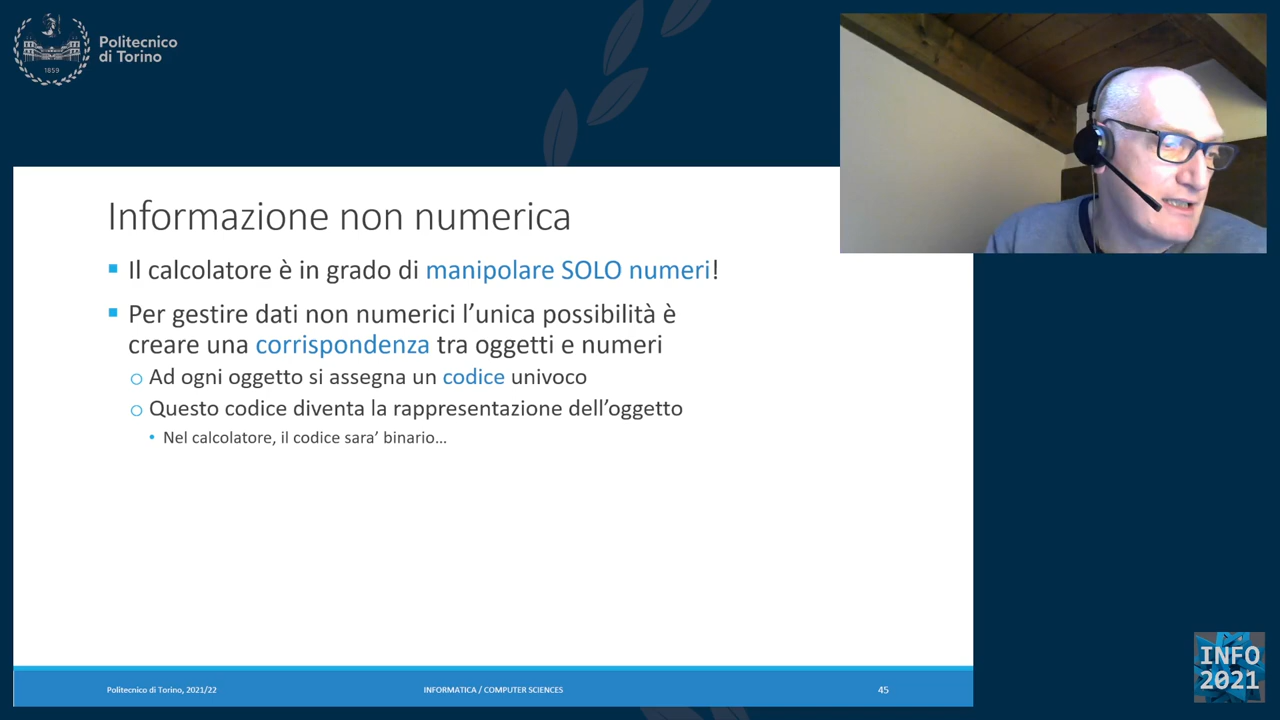 Politecnico
di Torino
1859
Informazione non numerica
Il calcolatore è in grado di manipolare SOLO numeri!
Per gestire dati non numerici l’unica possibilità è
creare una corrispondenza tra oggetti e numeri
Ad ogni oggetto si assegna un codice univoco
Questo codice diventa la rappresentazione dell’oggetto
Nel calcolatore, il codice sara’ binario…
Politecnico di Torino, 2021/22
INFORMATICA / COMPUTER SCIENCES
45
INFO
2021